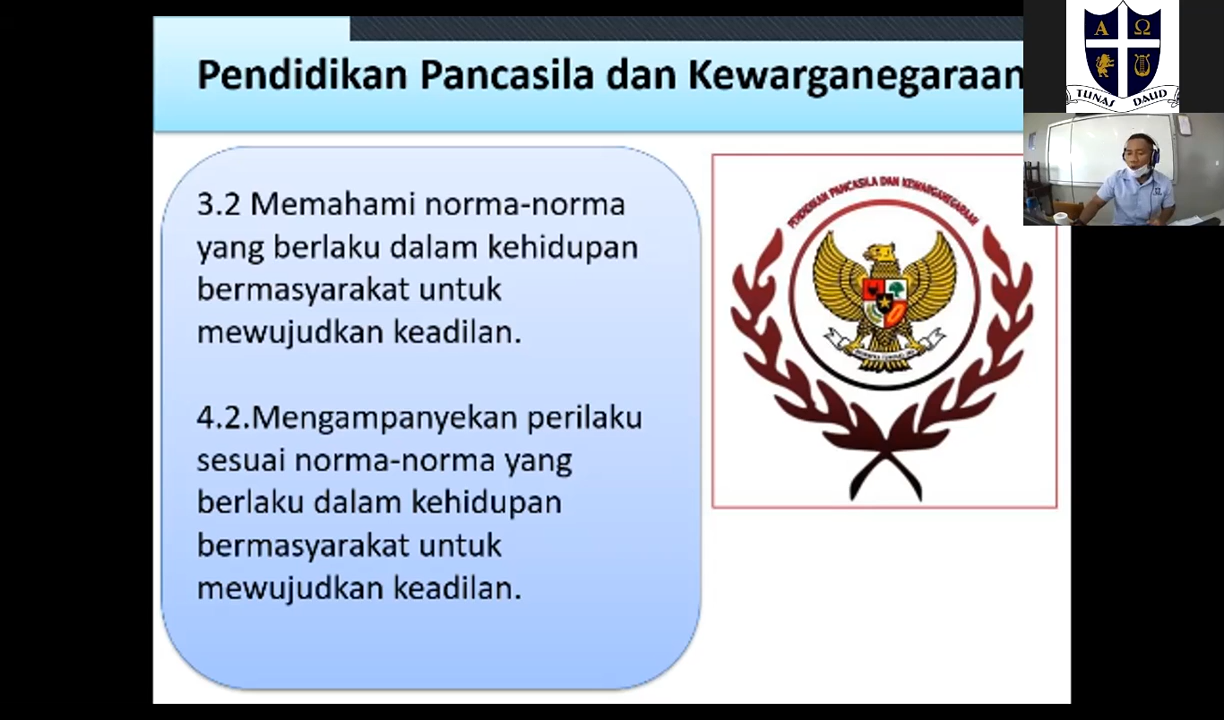 Pendidikan Pancasila dan Kewarganegaraan
3.2 Memahami norma-norma
yang berlaku dalam kehidupan
bermasyarakat untuk
mewujudkan keadilan.
4.2.Mengampanyekan perilaku
sesuai norma-norma yang
berlaku dalam kehidupan
bermasyarakat untuk
mewujudkan keadilan.
PENDIDIKAN PANCASILA DAN KEWARGANEGARAAN
Α Ω
TUNAS DAUD